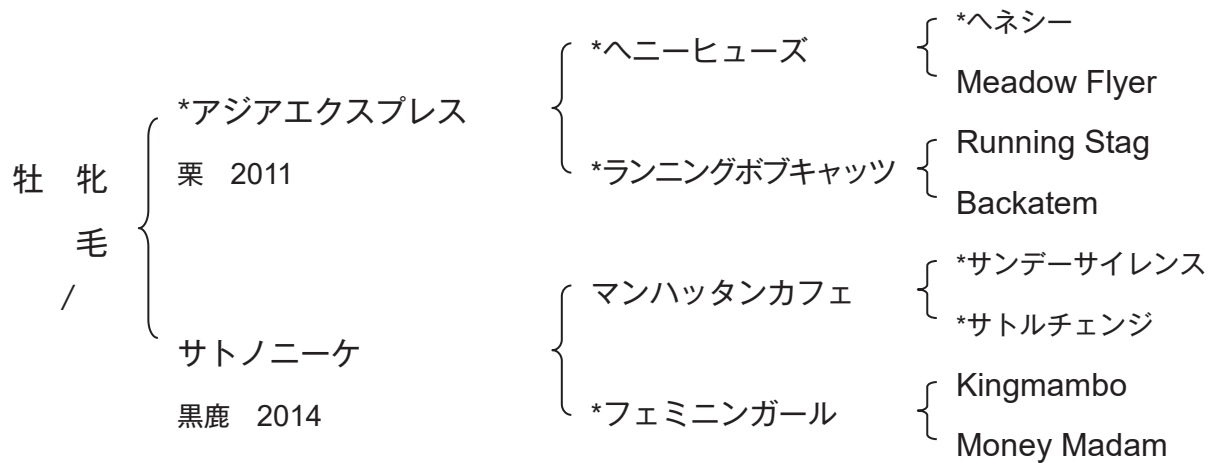 牡　牝
毛
/
*アジアエクスプレス
栗　2011
サトノニーケ
黒鹿　2014
*ヘニーヒューズ
*ランニングボブキャッツ
マンハッタンカフェ
*フェミニンガール
*ヘネシー
Meadow Flyer
Running Stag
Backatem
*サンデーサイレンス
*サトルチェンジ
Kingmambo
Money Madam